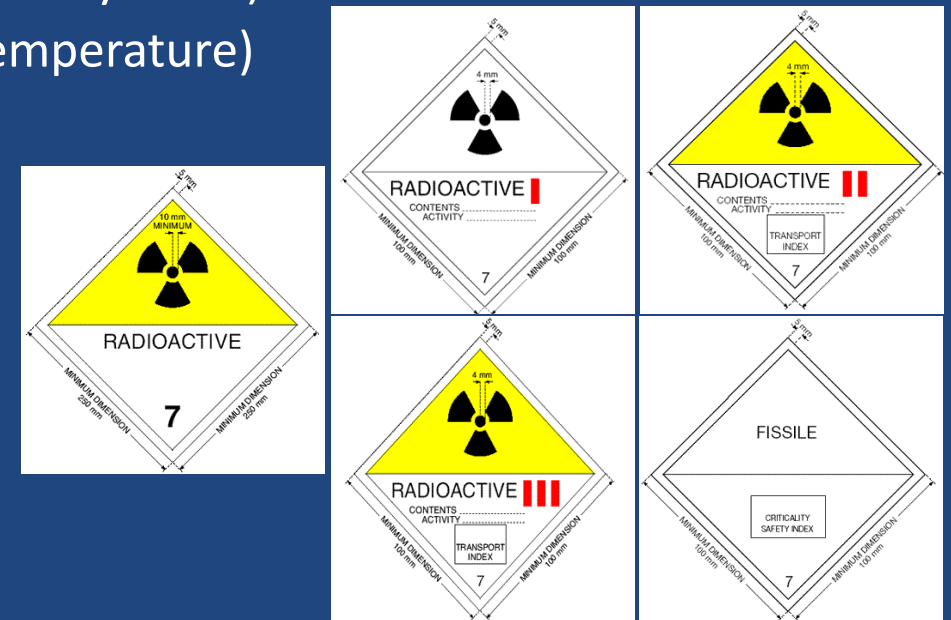 emperature)
5 mm
10 mm
MINIMUM
RADIOACTIVE
MINIMUM DIMENSION
250 mm
MINIMUM DIMENSION
250 mm
7
5 mm
4 mm
RADIOACTIVE I
CONTENTS
ACTIVITY
MINIMUM DIMENSION
100 mm
MINIMUM DIMENSION
100 mm
7
5 mm
4 mm
RADIOACTIVE II
CONTENTS
ACTIVITY
TRANSPORT
INDEX
MINIMUM DIMENSION
100 mm
MINIMUM DIMENSION
100 mm
7
5 mm
4 mm
RADIOACTIVE III
CONTENTS
ACTIVITY
TRANSPORT
INDEX
MINIMUM DIMENSION
100 mm
MINIMUM DIMENSION
100 mm
7
5 mm
FISSILE
CRITICALITY
SAFETY INDEX
MINIMUM DIMENSION
100 mm
MINIMUM DIMENSION
100 mm
7